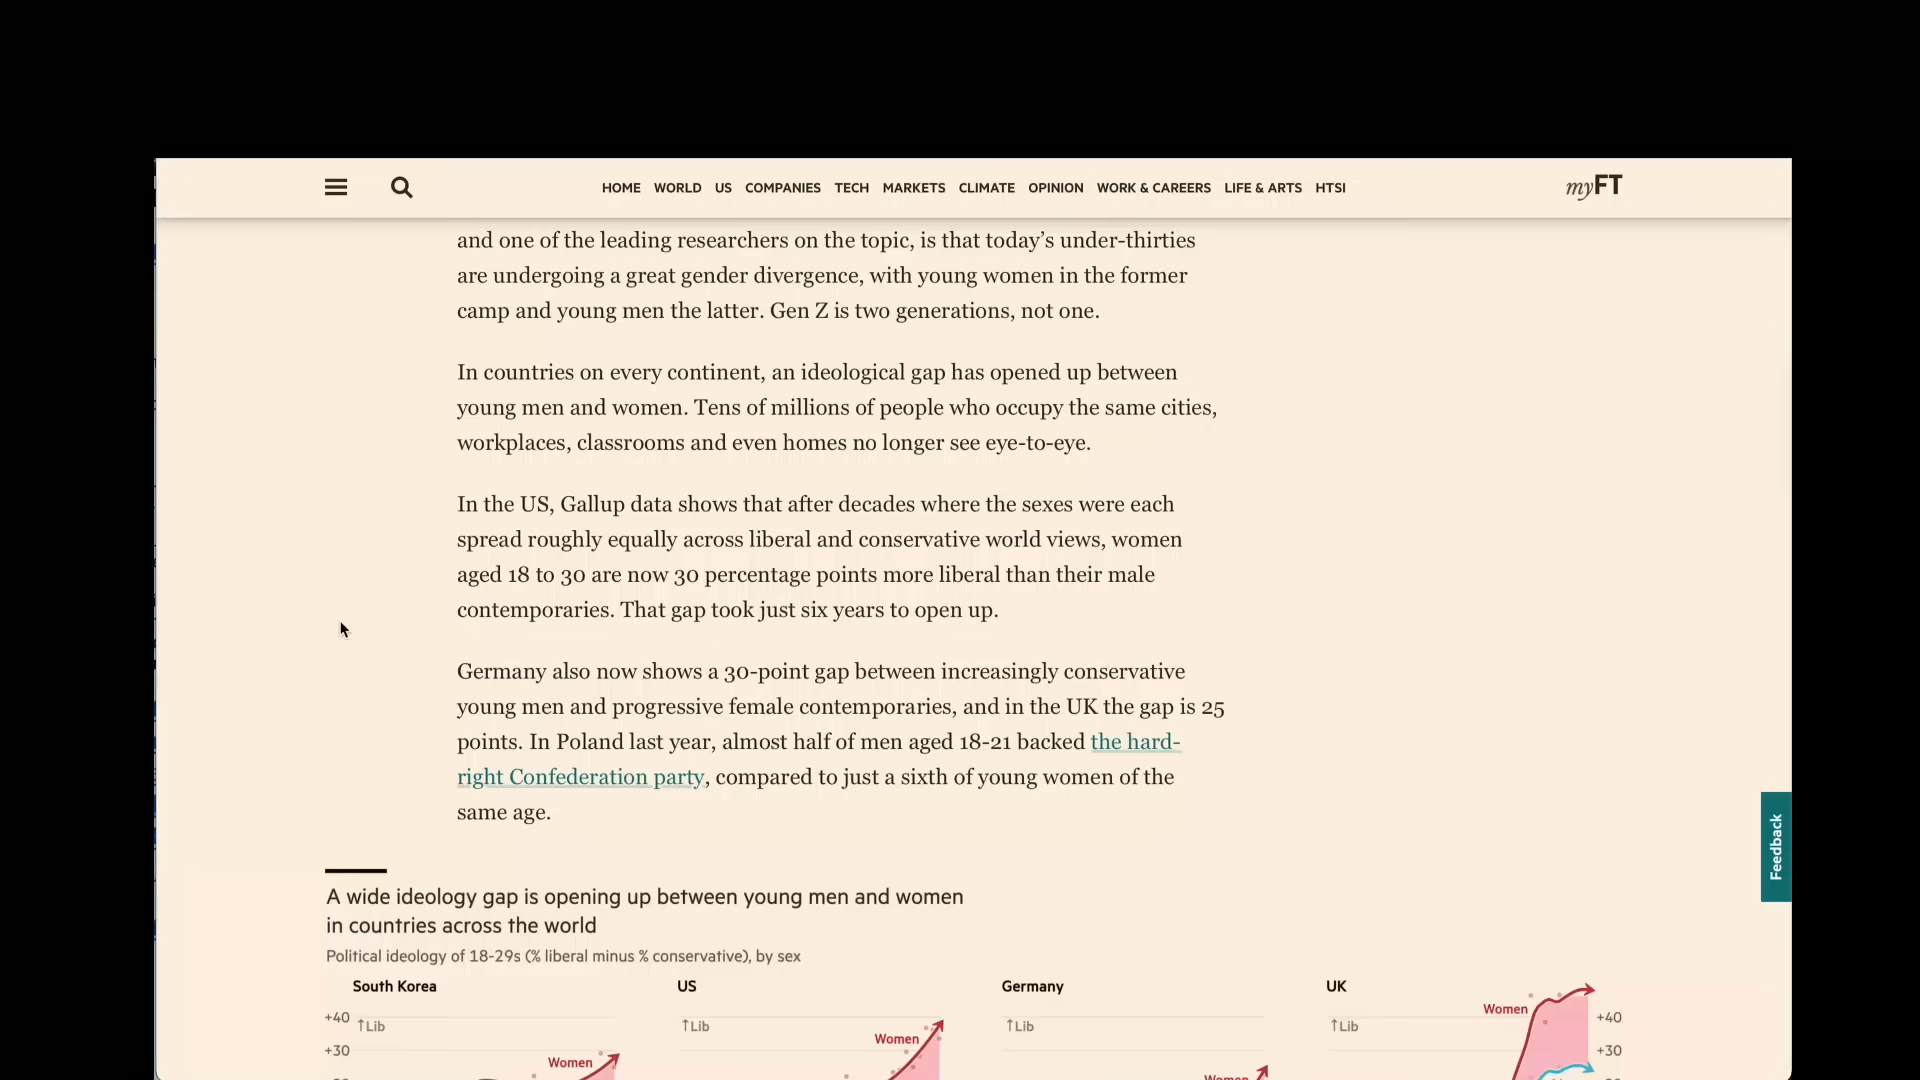 HOME WORLD US COMPANIES TECH MARKETS CLIMATE OPINION WORK & CAREERS LIFE & ARTS HTSI
myFT
and one of the leading researchers on the topic, is that today’s under-thirties
are undergoing a great gender divergence, with young women in the former
camp and young men the latter. Gen Z is two generations, not one.
In countries on every continent, an ideological gap has opened up between
young men and women. Tens of millions of people who occupy the same cities,
workplaces, classrooms and even homes no longer see eye-to-eye.
In the US, Gallup data shows that after decades where the sexes were each
spread roughly equally across liberal and conservative world views, women
aged 18 to 30 are now 30 percentage points more liberal than their male
contemporaries. That gap took just six years to open up.
Germany also now shows a 30-point gap between increasingly conservative
young men and progressive female contemporaries, and in the UK the gap is 25
points. In Poland last year, almost half of men aged 18-21 backed the hard-
right Confederation party, compared to just a sixth of young women of the
same age.
Feedback
A wide ideology gap is opening up between young men and women
in countries across the world
Political ideology of 18-29s (% liberal minus % conservative), by sex
South Korea US Germany UK
+40 ↑Lib ↑Lib ↑Lib ↑Lib Women +40
+30 Women Women +30
Women